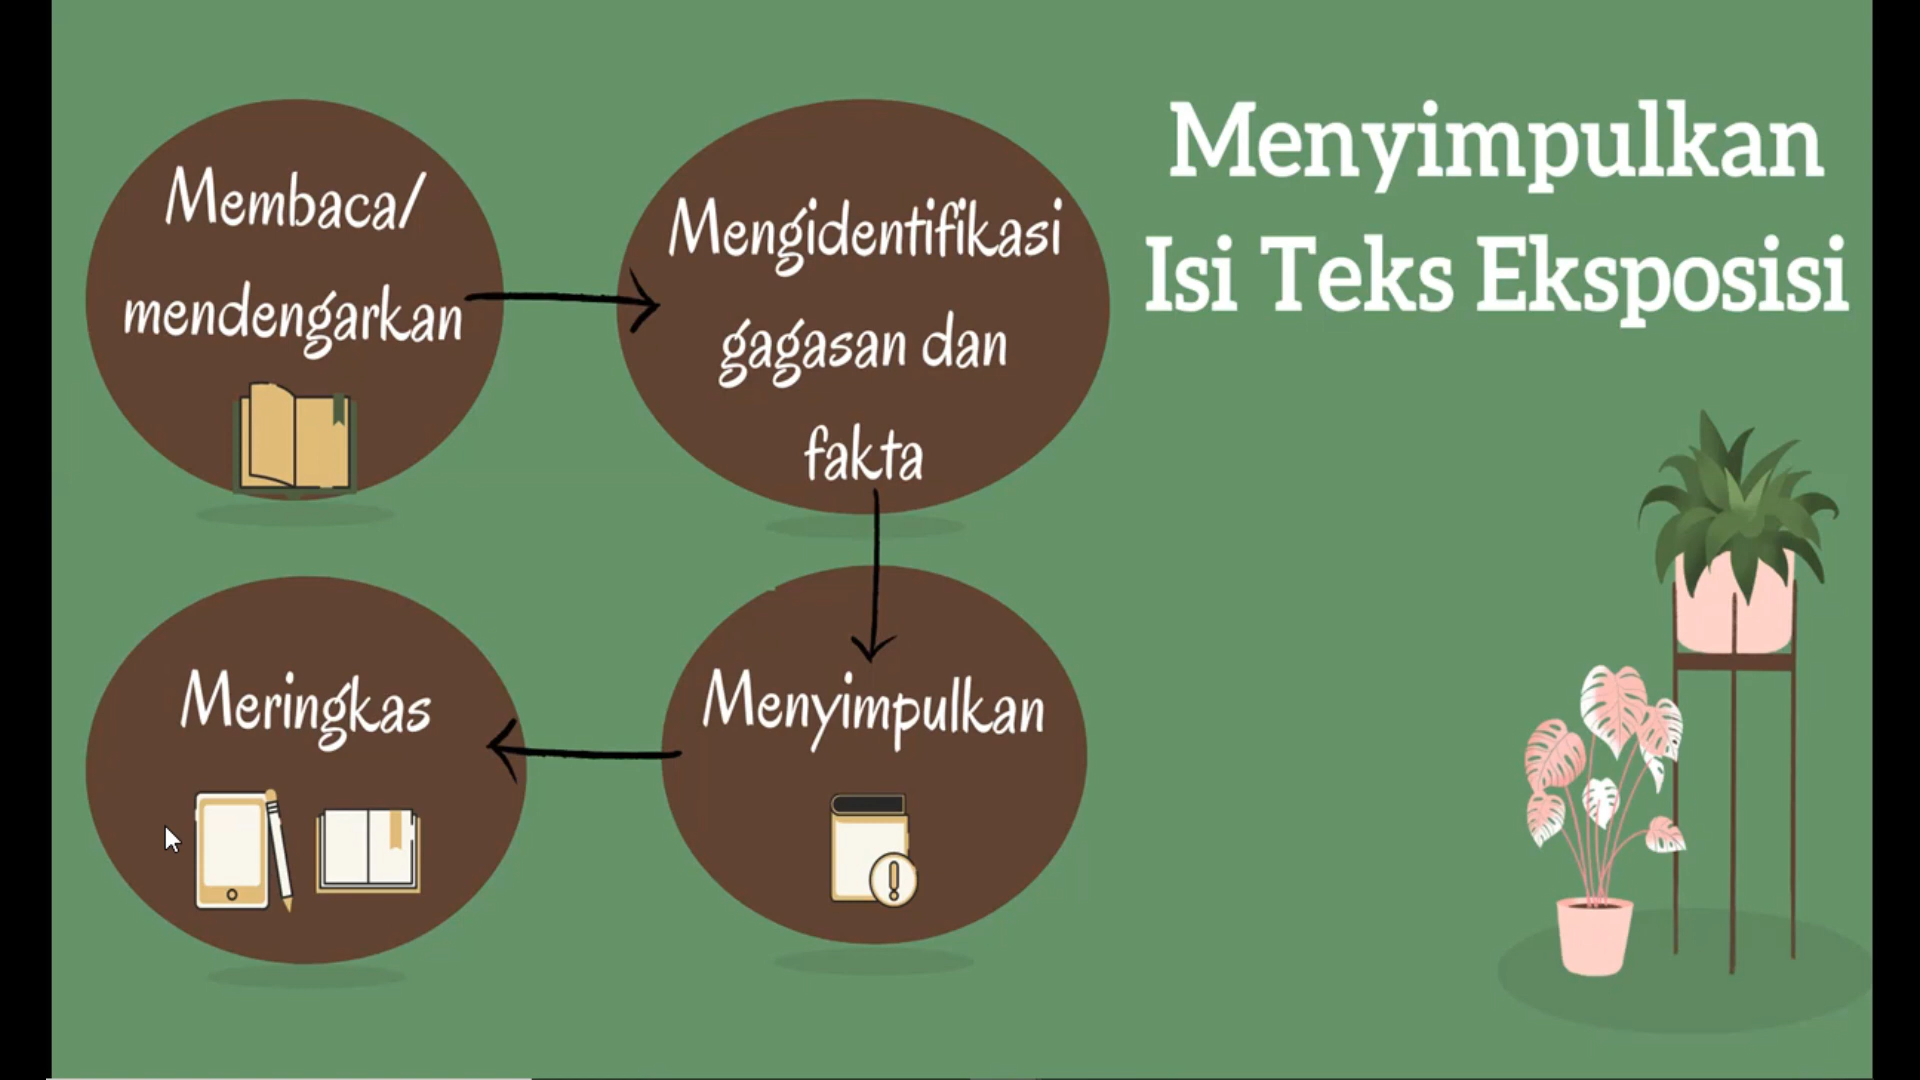 Menyimpulkan
Isi Teks Eksposisi
Membaca/
mendengarkan
Mengidentifikasi
gagasan dan
fakta
Menyimpulkan
Meringkas